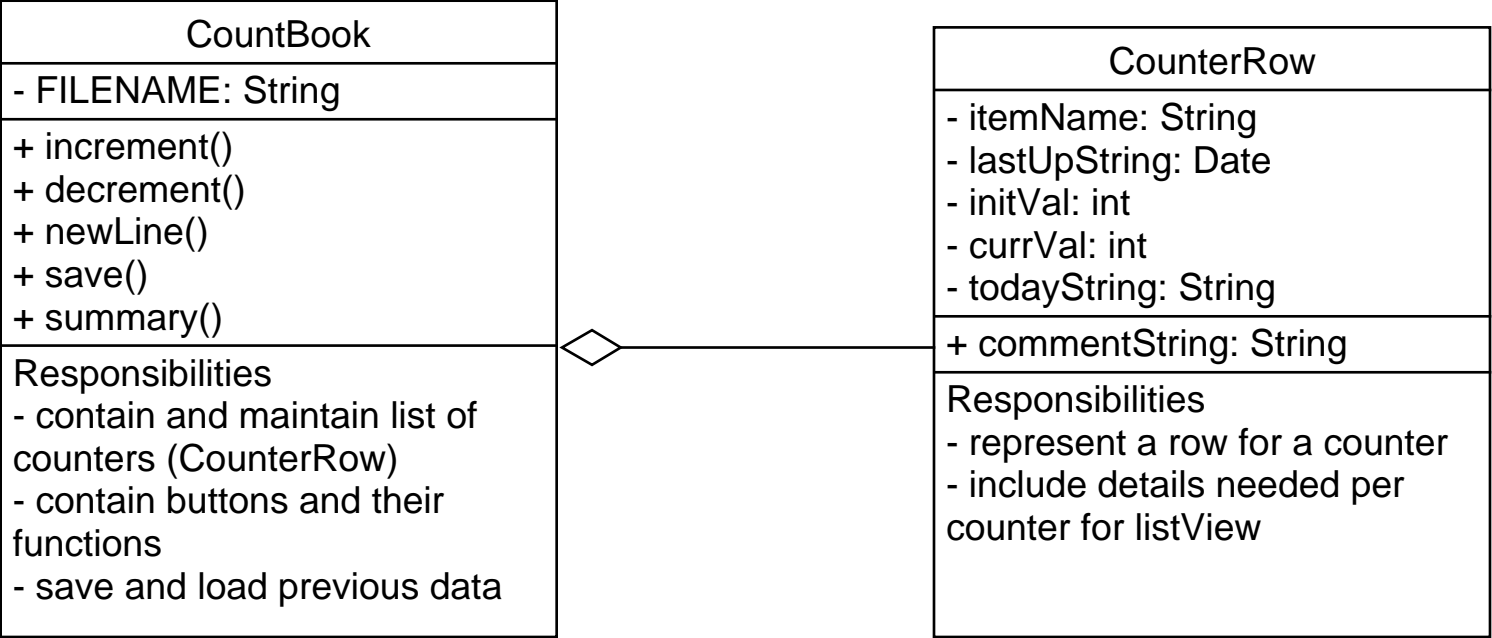 CountBook
- FILENAME: String
+ increment()
+ decrement()
+ newLine()
+ save()
+ summary()
Responsibilities
- contain and maintain list of
counters (CounterRow)
- contain buttons and their
functions
- save and load previous data
CounterRow
- itemName: String
- lastUpString: Date
- initVal: int
- currVal: int
- todayString: String
+ commentString: String
Responsibilities
- represent a row for a counter
- include details needed per
counter for listView